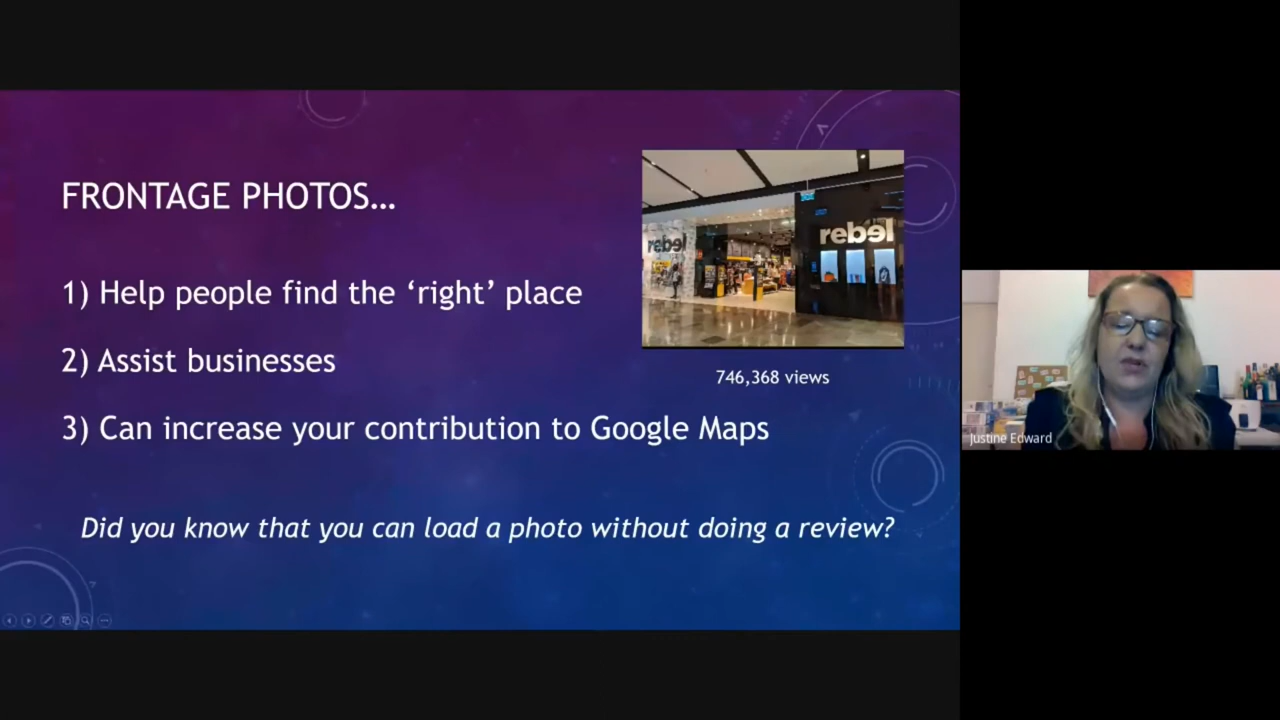 FRONTAGE PHOTOS...
1) Help people find the ‘right’ place
2) Assist businesses
3) Can increase your contribution to Google Maps
Did you know that you can load a photo without doing a review?
rebel
rebel
746,368 views
Justine Edward